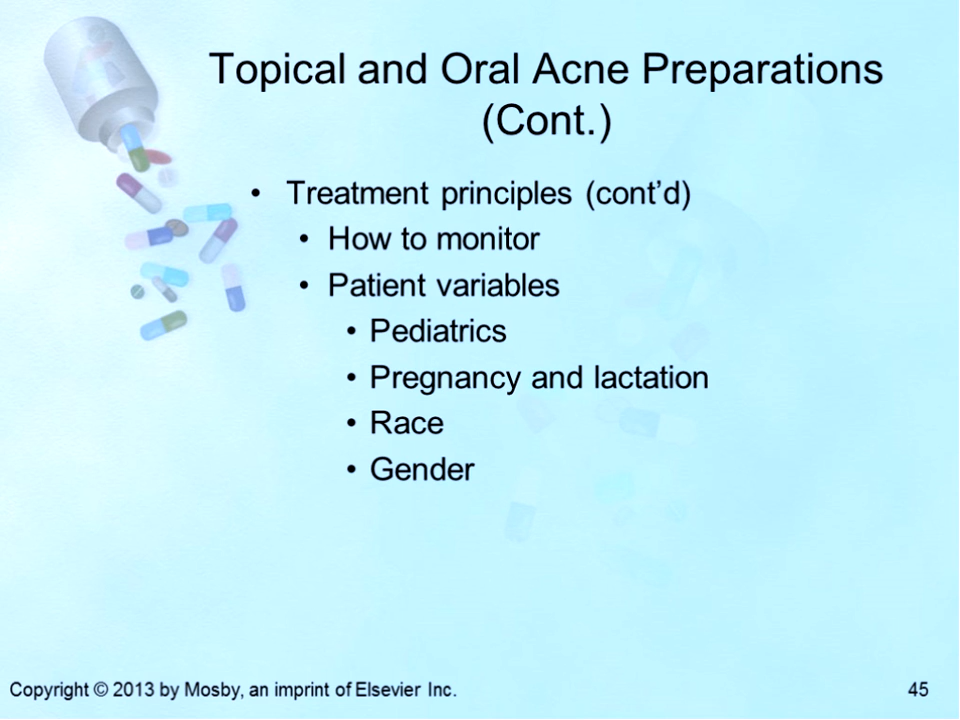 Topical and Oral Acne Preparations
(Cont.)
• Treatment principles (cont’d)
• How to monitor
• Patient variables
• Pediatrics
• Pregnancy and lactation
• Race
• Gender
Copyright © 2013 by Mosby, an imprint of Elsevier Inc.
45